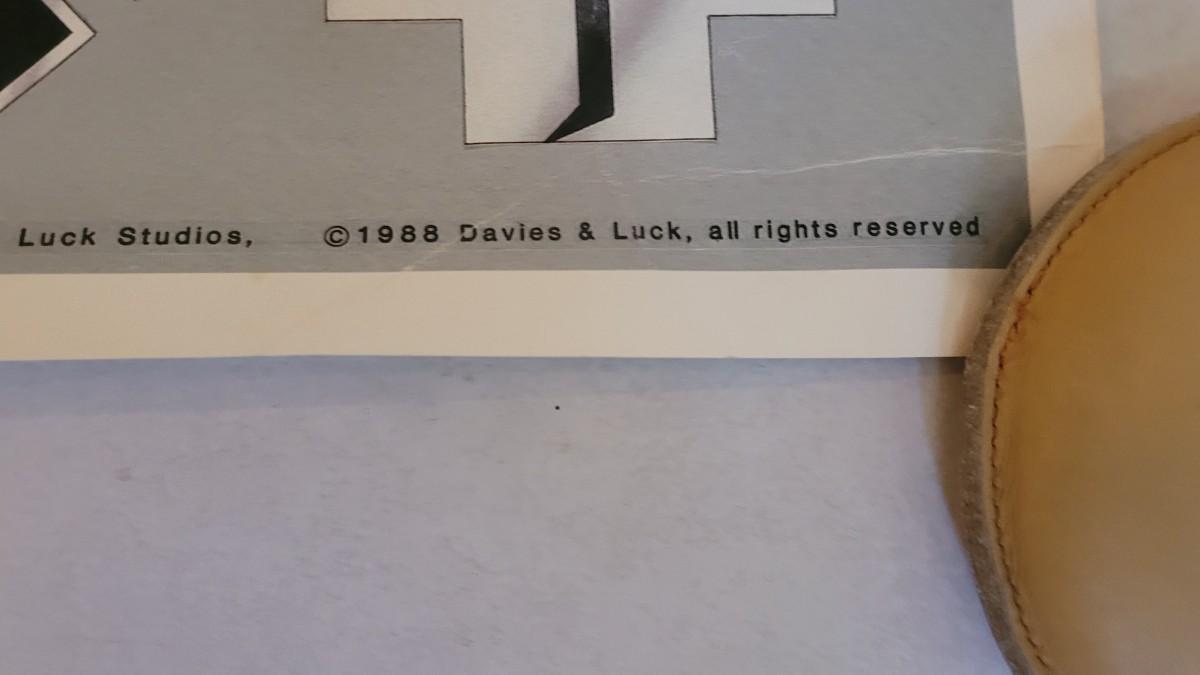 Luck Studios, ©1988 Davies & Luck, all rights reserved